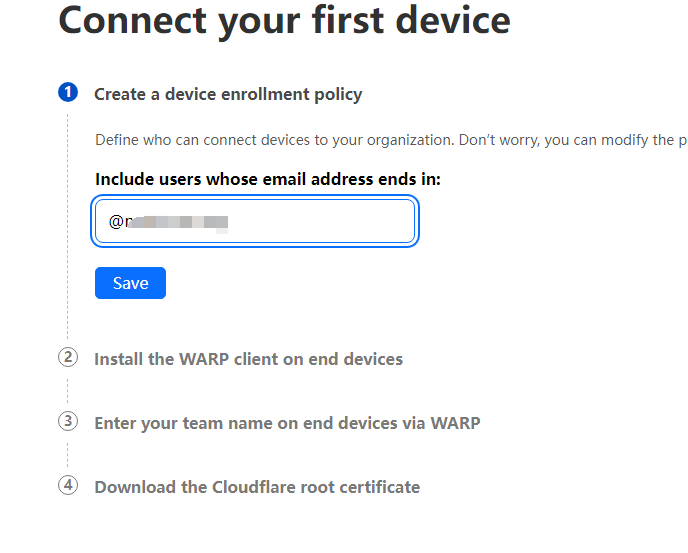 Connect your first device
1 Create a device enrollment policy
Define who can connect devices to your organization. Don't worry, you can modify the p
Include users whose email address ends in:
@
Save
2 Install the WARP client on end devices
3 Enter your team name on end devices via WARP
4 Download the Cloudflare root certificate